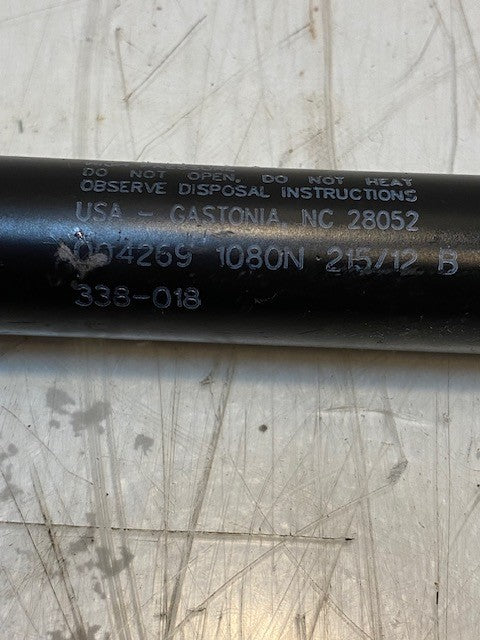 DO NOT OPEN, DO NOT HEAT
OBSERVE DISPOSAL INSTRUCTIONS
USA - GASTONIA, NC 28052
004269 1080N 215/12 B
338-018